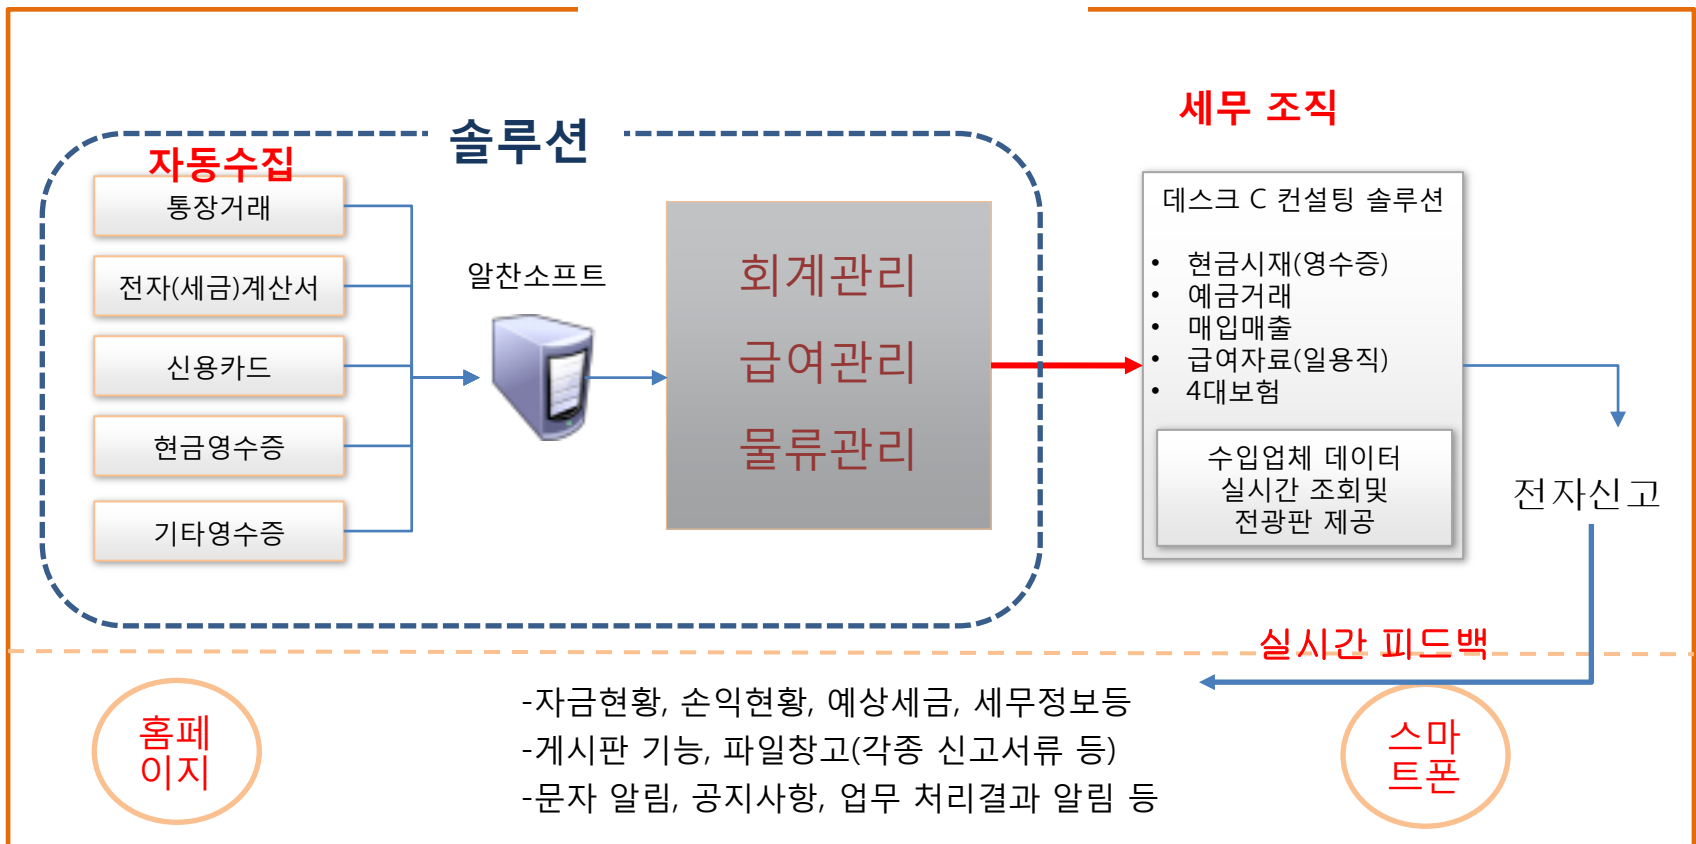 솔루션
자동수집
통장거래
전자(세금)계산서
신용카드
현금영수증
기타영수증
알찬소프트
회계관리
급여관리
물류관리
세무 조직
데스크 C 컨설팅 솔루션
• 현금시재(영수증)
• 예금거래
• 매입매출
• 급여자료(일용직)
• 4대보험
수입업체 데이터
실시간 조회및
전광판 제공
전자신고
실시간 피드백
홈페
이지
-자금현황, 손익현황, 예상세금, 세무정보등
-게시판 기능, 파일창고(각종 신고서류 등)
-문자 알림, 공지사항, 업무 처리결과 알림 등
스마
트폰